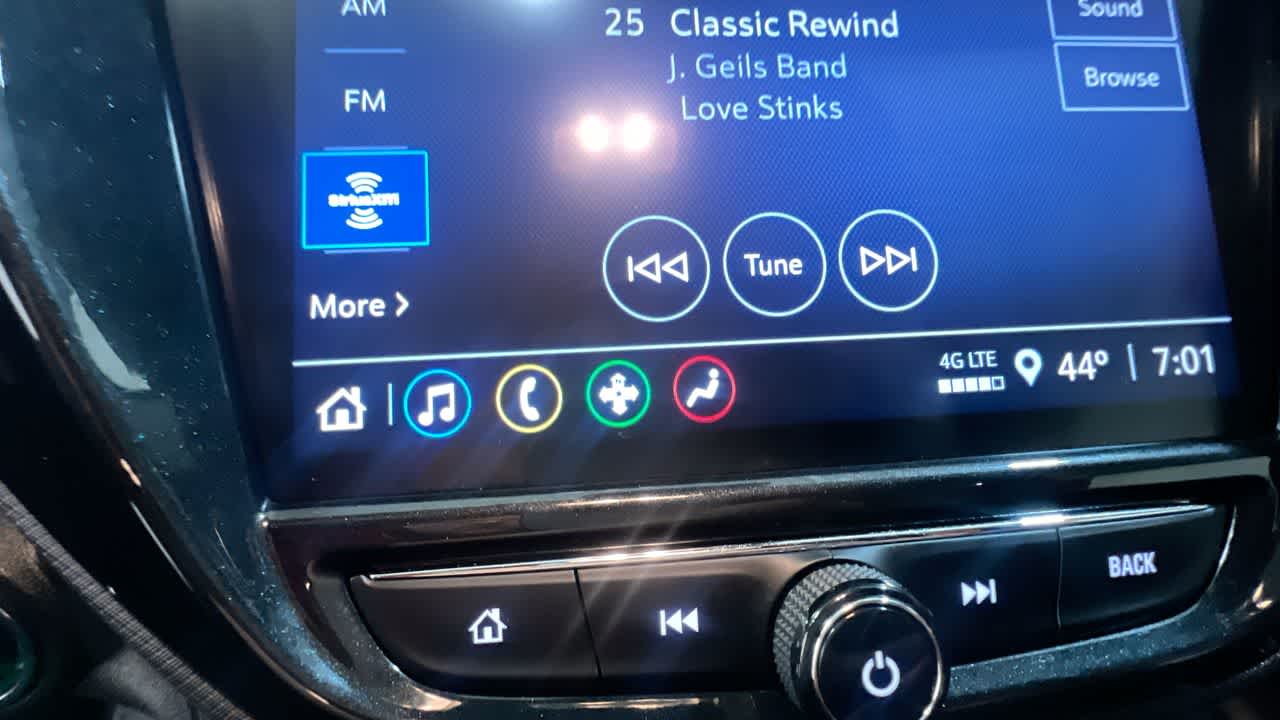 AM
25 Classic Rewind
Sound
J. Geils Band
Browse
FM
Love Stinks
SiriusXM
Tune
More
4G LTE
44° 7:01
BACK